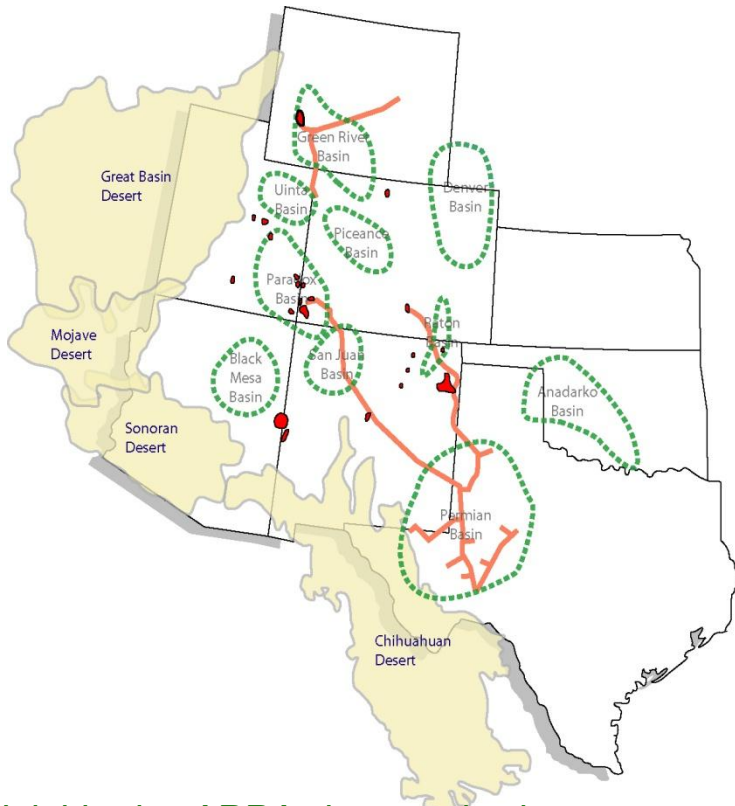 Great Basin
Desert
Green River
Basin
Uinta
Basin
Denver
Basin
Piceance
Basin
Paradox
Basin
Mojave
Desert
Raton
Basin
San Juan
Basin
Black
Mesa
Basin
Anadarko
Basin
Sonoran
Desert
Permian
Basin
Chihuahuan
Desert